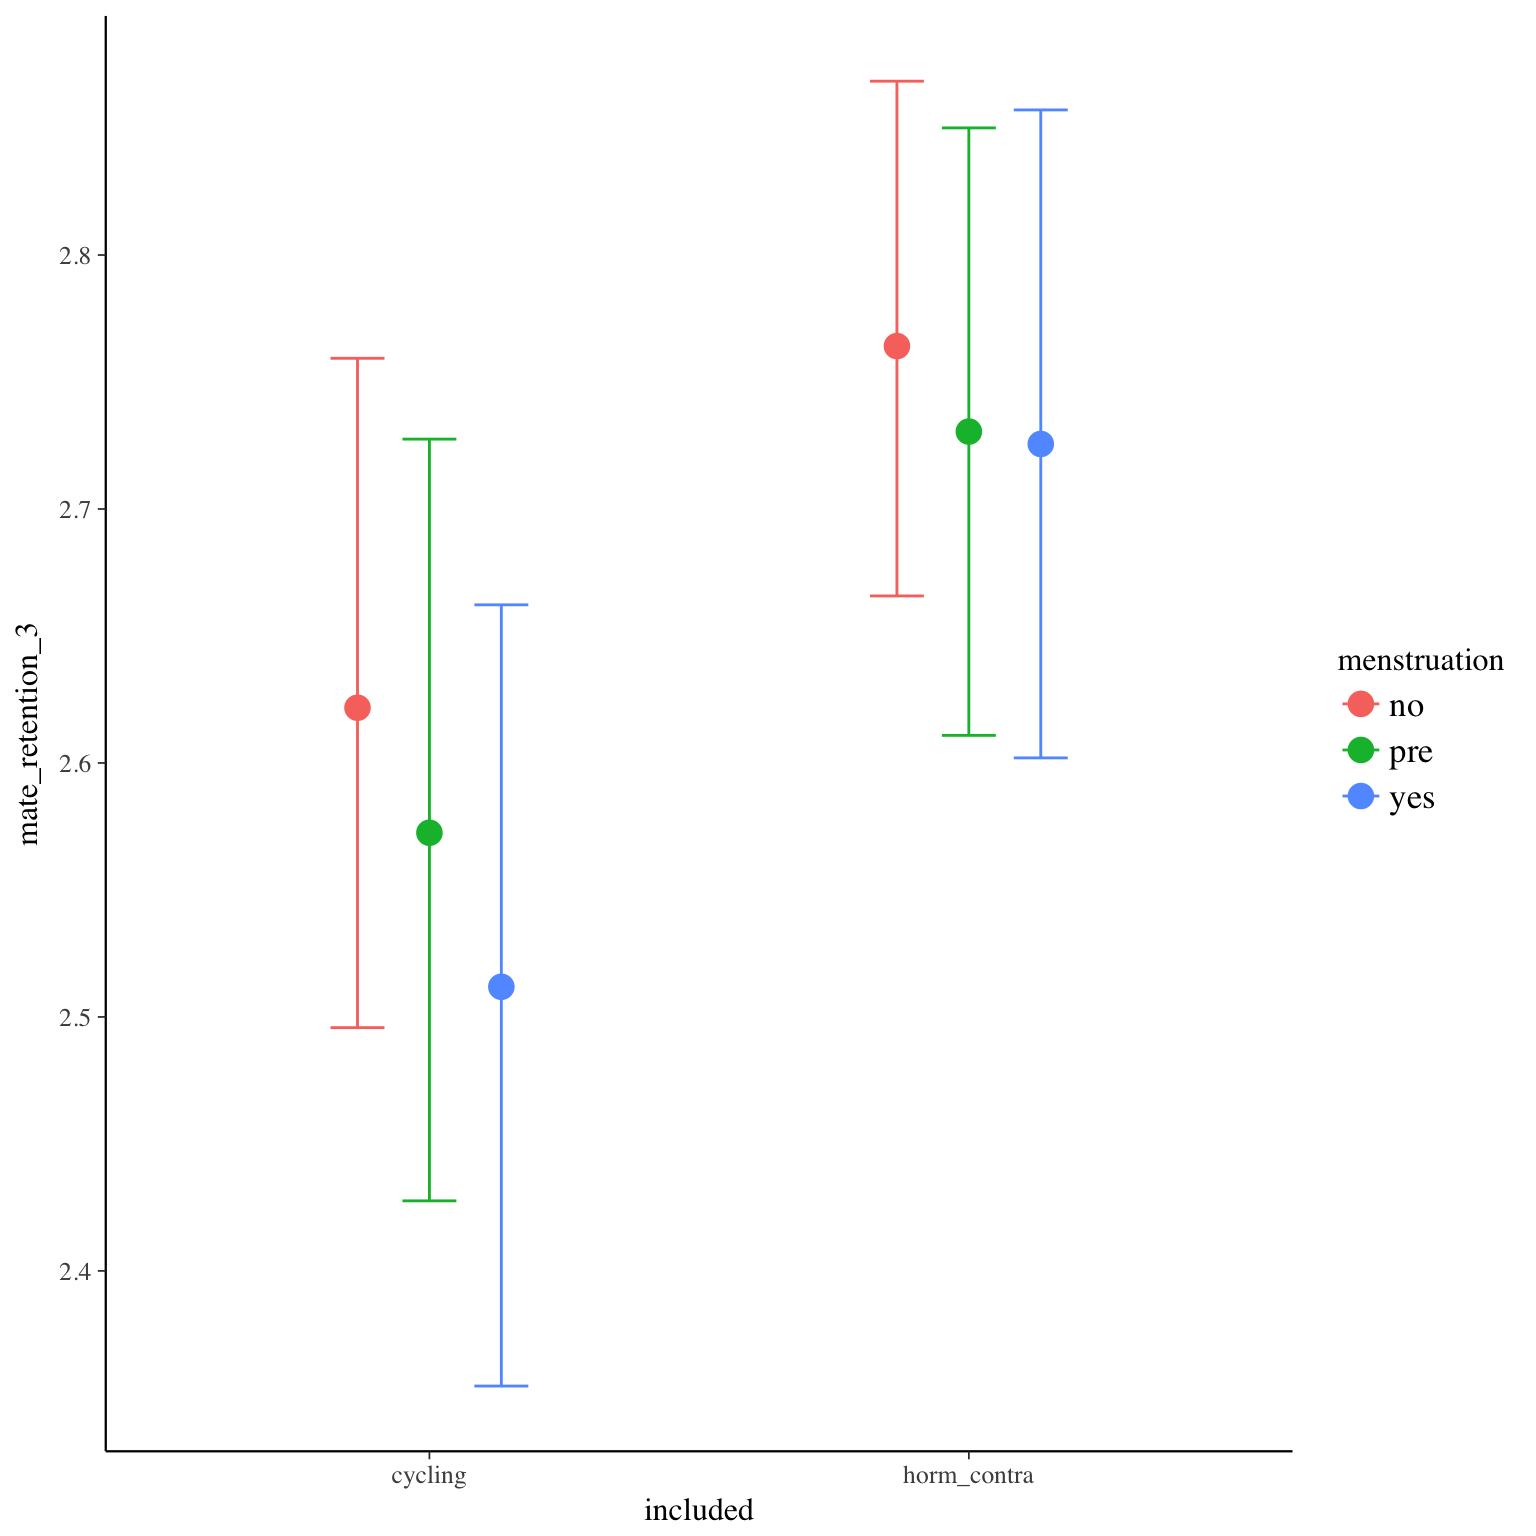 mate_retention_3
2.8
2.7
2.6
2.5
2.4
cycling
horm_contra
included
menstruation
no
pre
yes